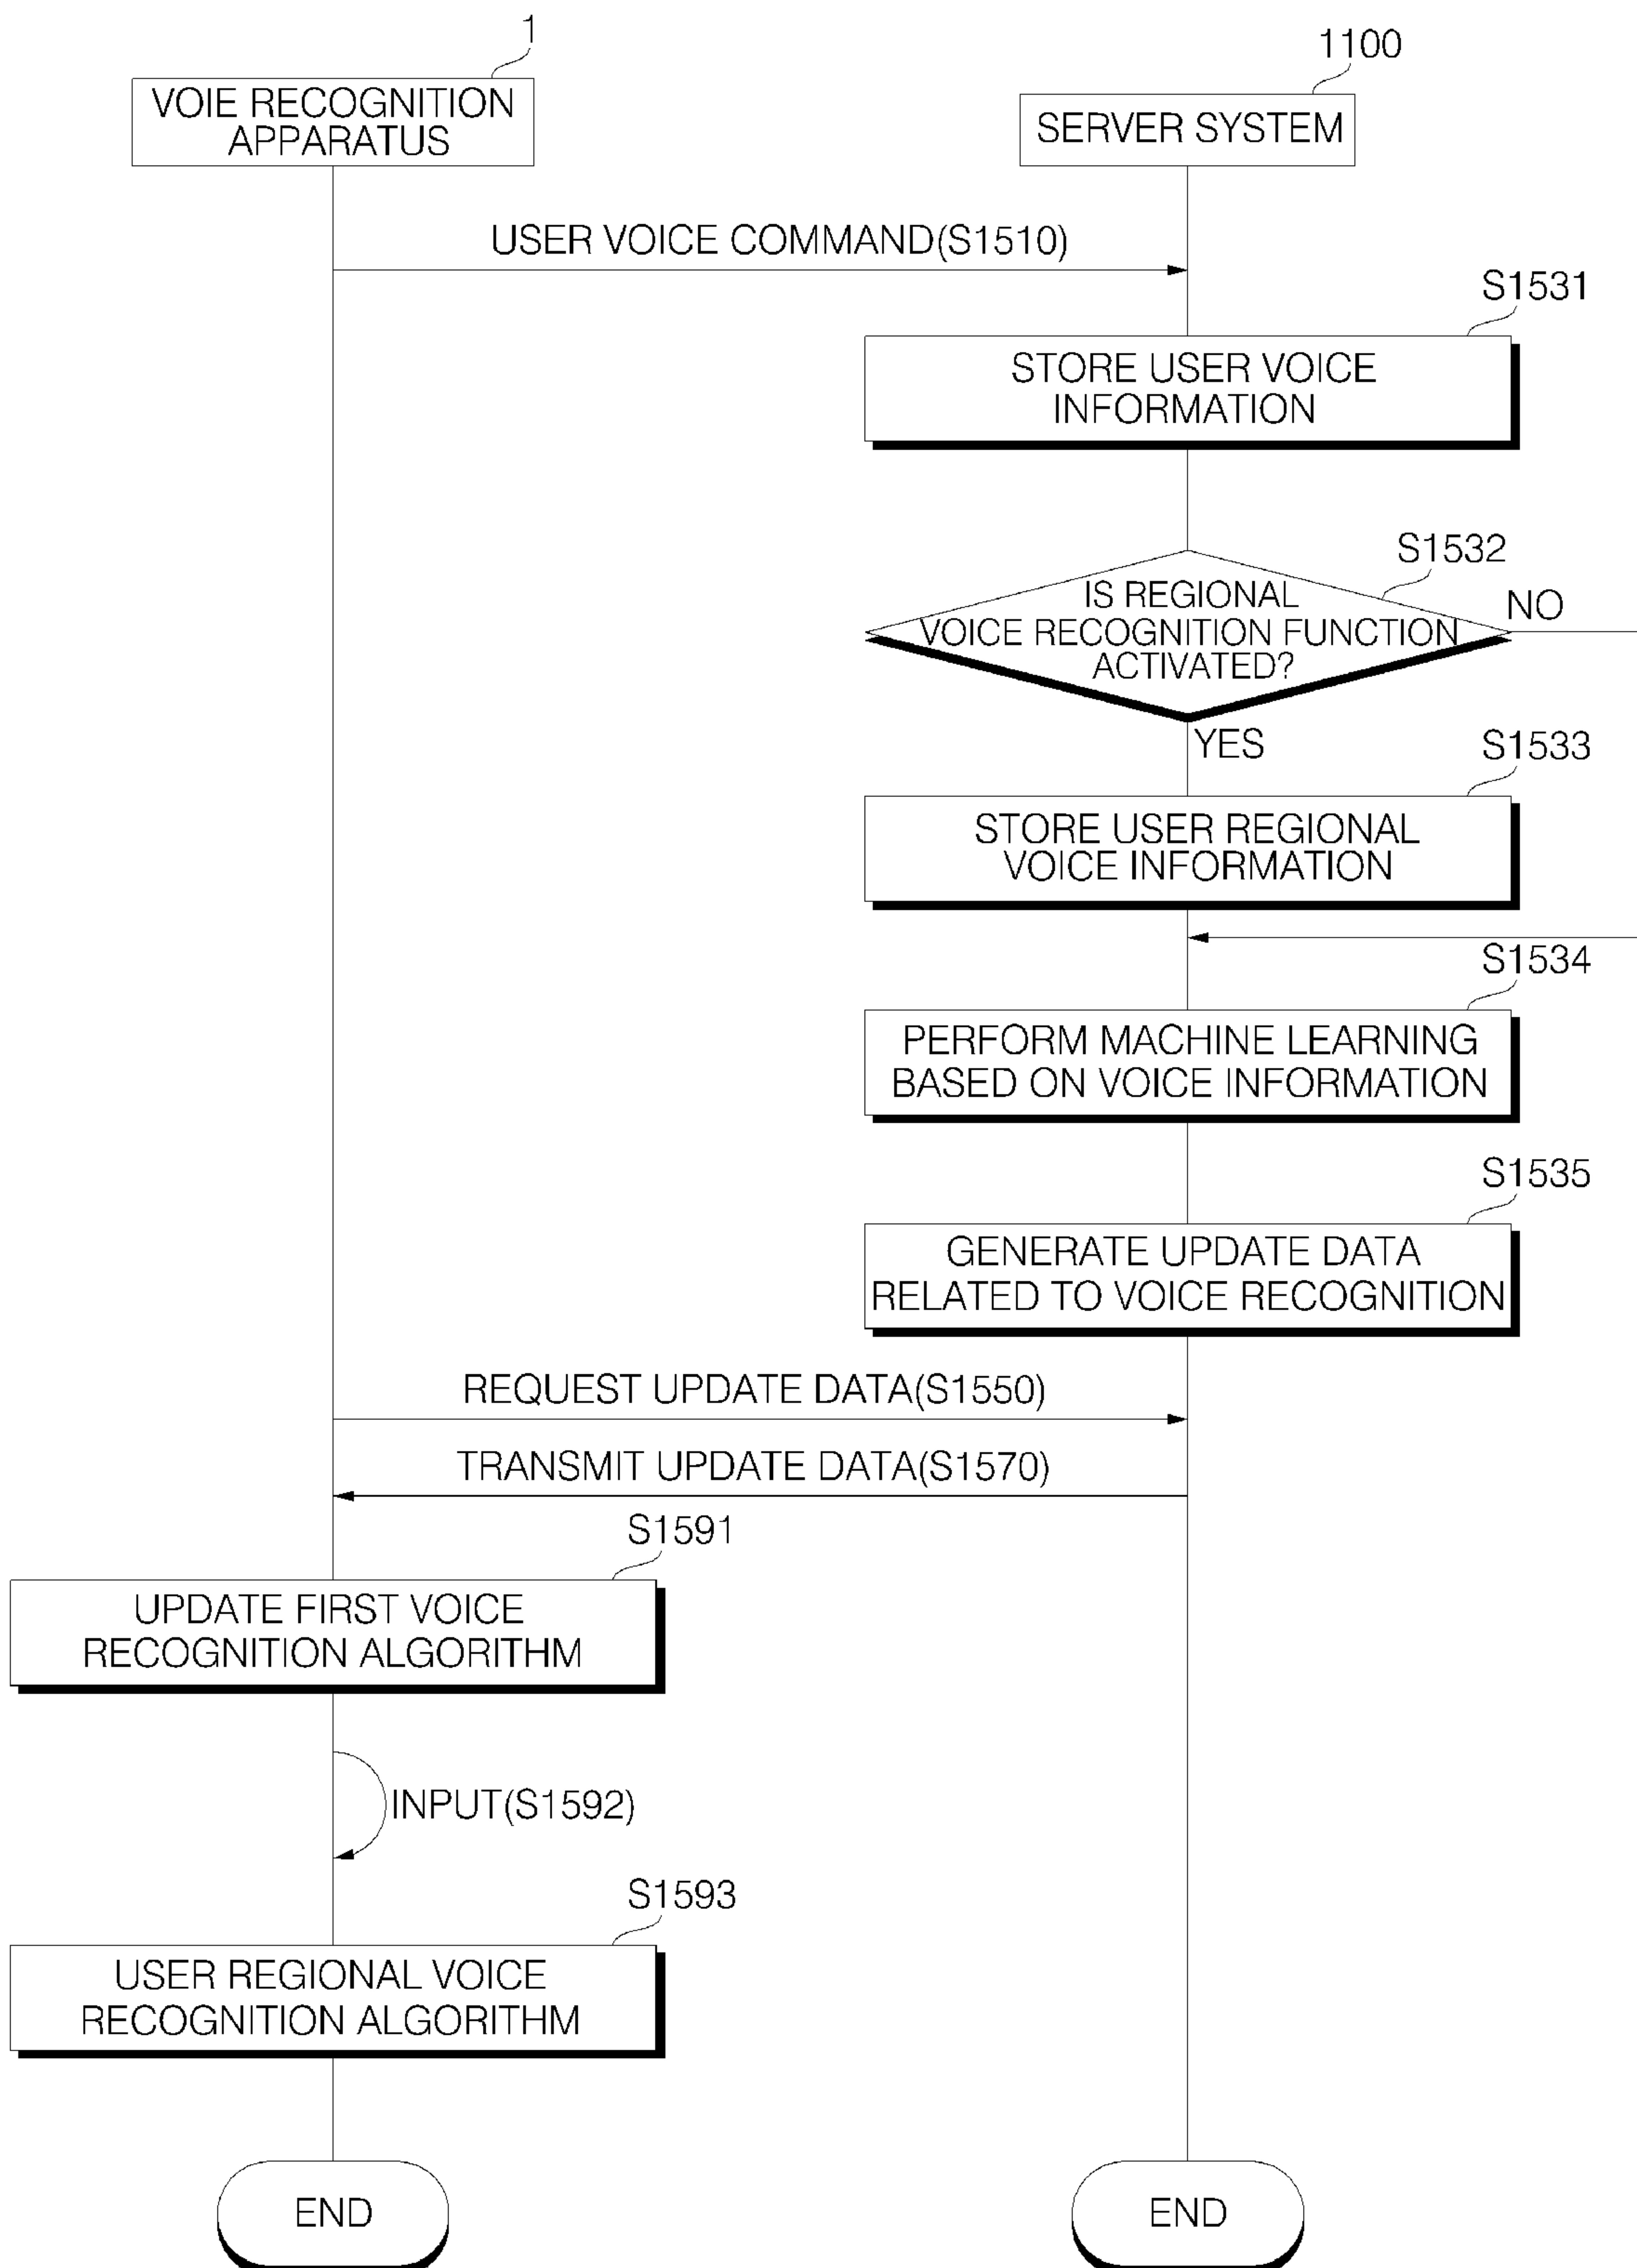 1
1100
VOIE RECOGNITION
APPARATUS
SERVER SYSTEM
USER VOICE COMMAND(S1510)
S1531
STORE USER VOICE
INFORMATION
S1532
IS REGIONAL
VOICE RECOGNITION FUNCTION
ACTIVATED?
NO
YES
S1533
STORE USER REGIONAL
VOICE INFORMATION
S1534
PERFORM MACHINE LEARNING
BASED ON VOICE INFORMATION
S1535
GENERATE UPDATE DATA
RELATED TO VOICE RECOGNITION
REQUEST UPDATE DATA(S1550)
TRANSMIT UPDATE DATA(S1570)
S1591
UPDATE FIRST VOICE
RECOGNITION ALGORITHM
INPUT(S1592)
S1593
USER REGIONAL VOICE
RECOGNITION ALGORITHM
END
END